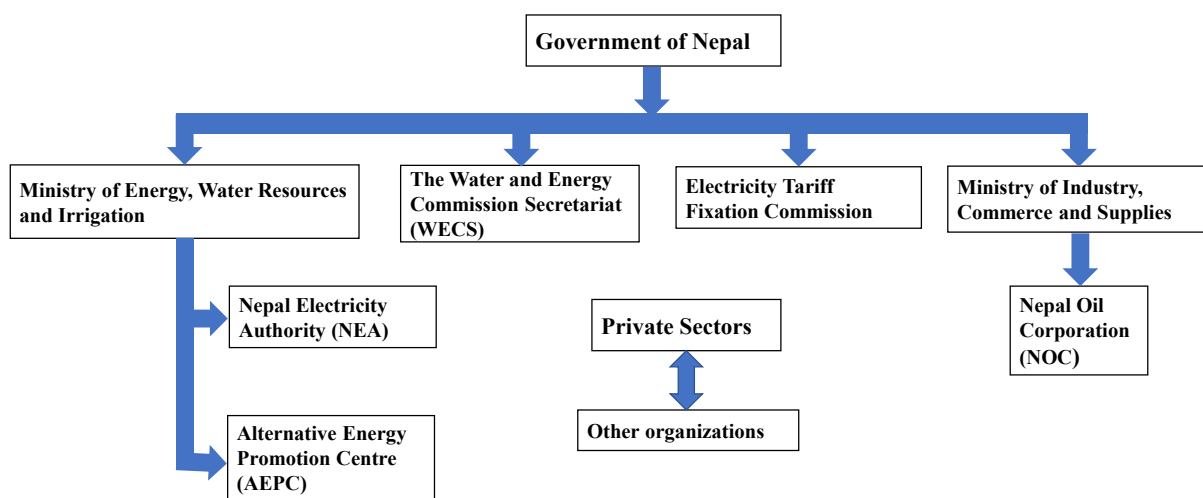 Government of Nepal
Ministry of Energy, Water Resources
and Irrigation
The Water and Energy
Commission Secretariat
(WECS)
Electricity Tariff
Fixation Commission
Ministry of Industry,
Commerce and Supplies
Nepal Electricity
Authority (NEA)
Private Sectors
Nepal Oil
Corporation
(NOC)
Other organizations
Alternative Energy
Promotion Centre
(AEPC)